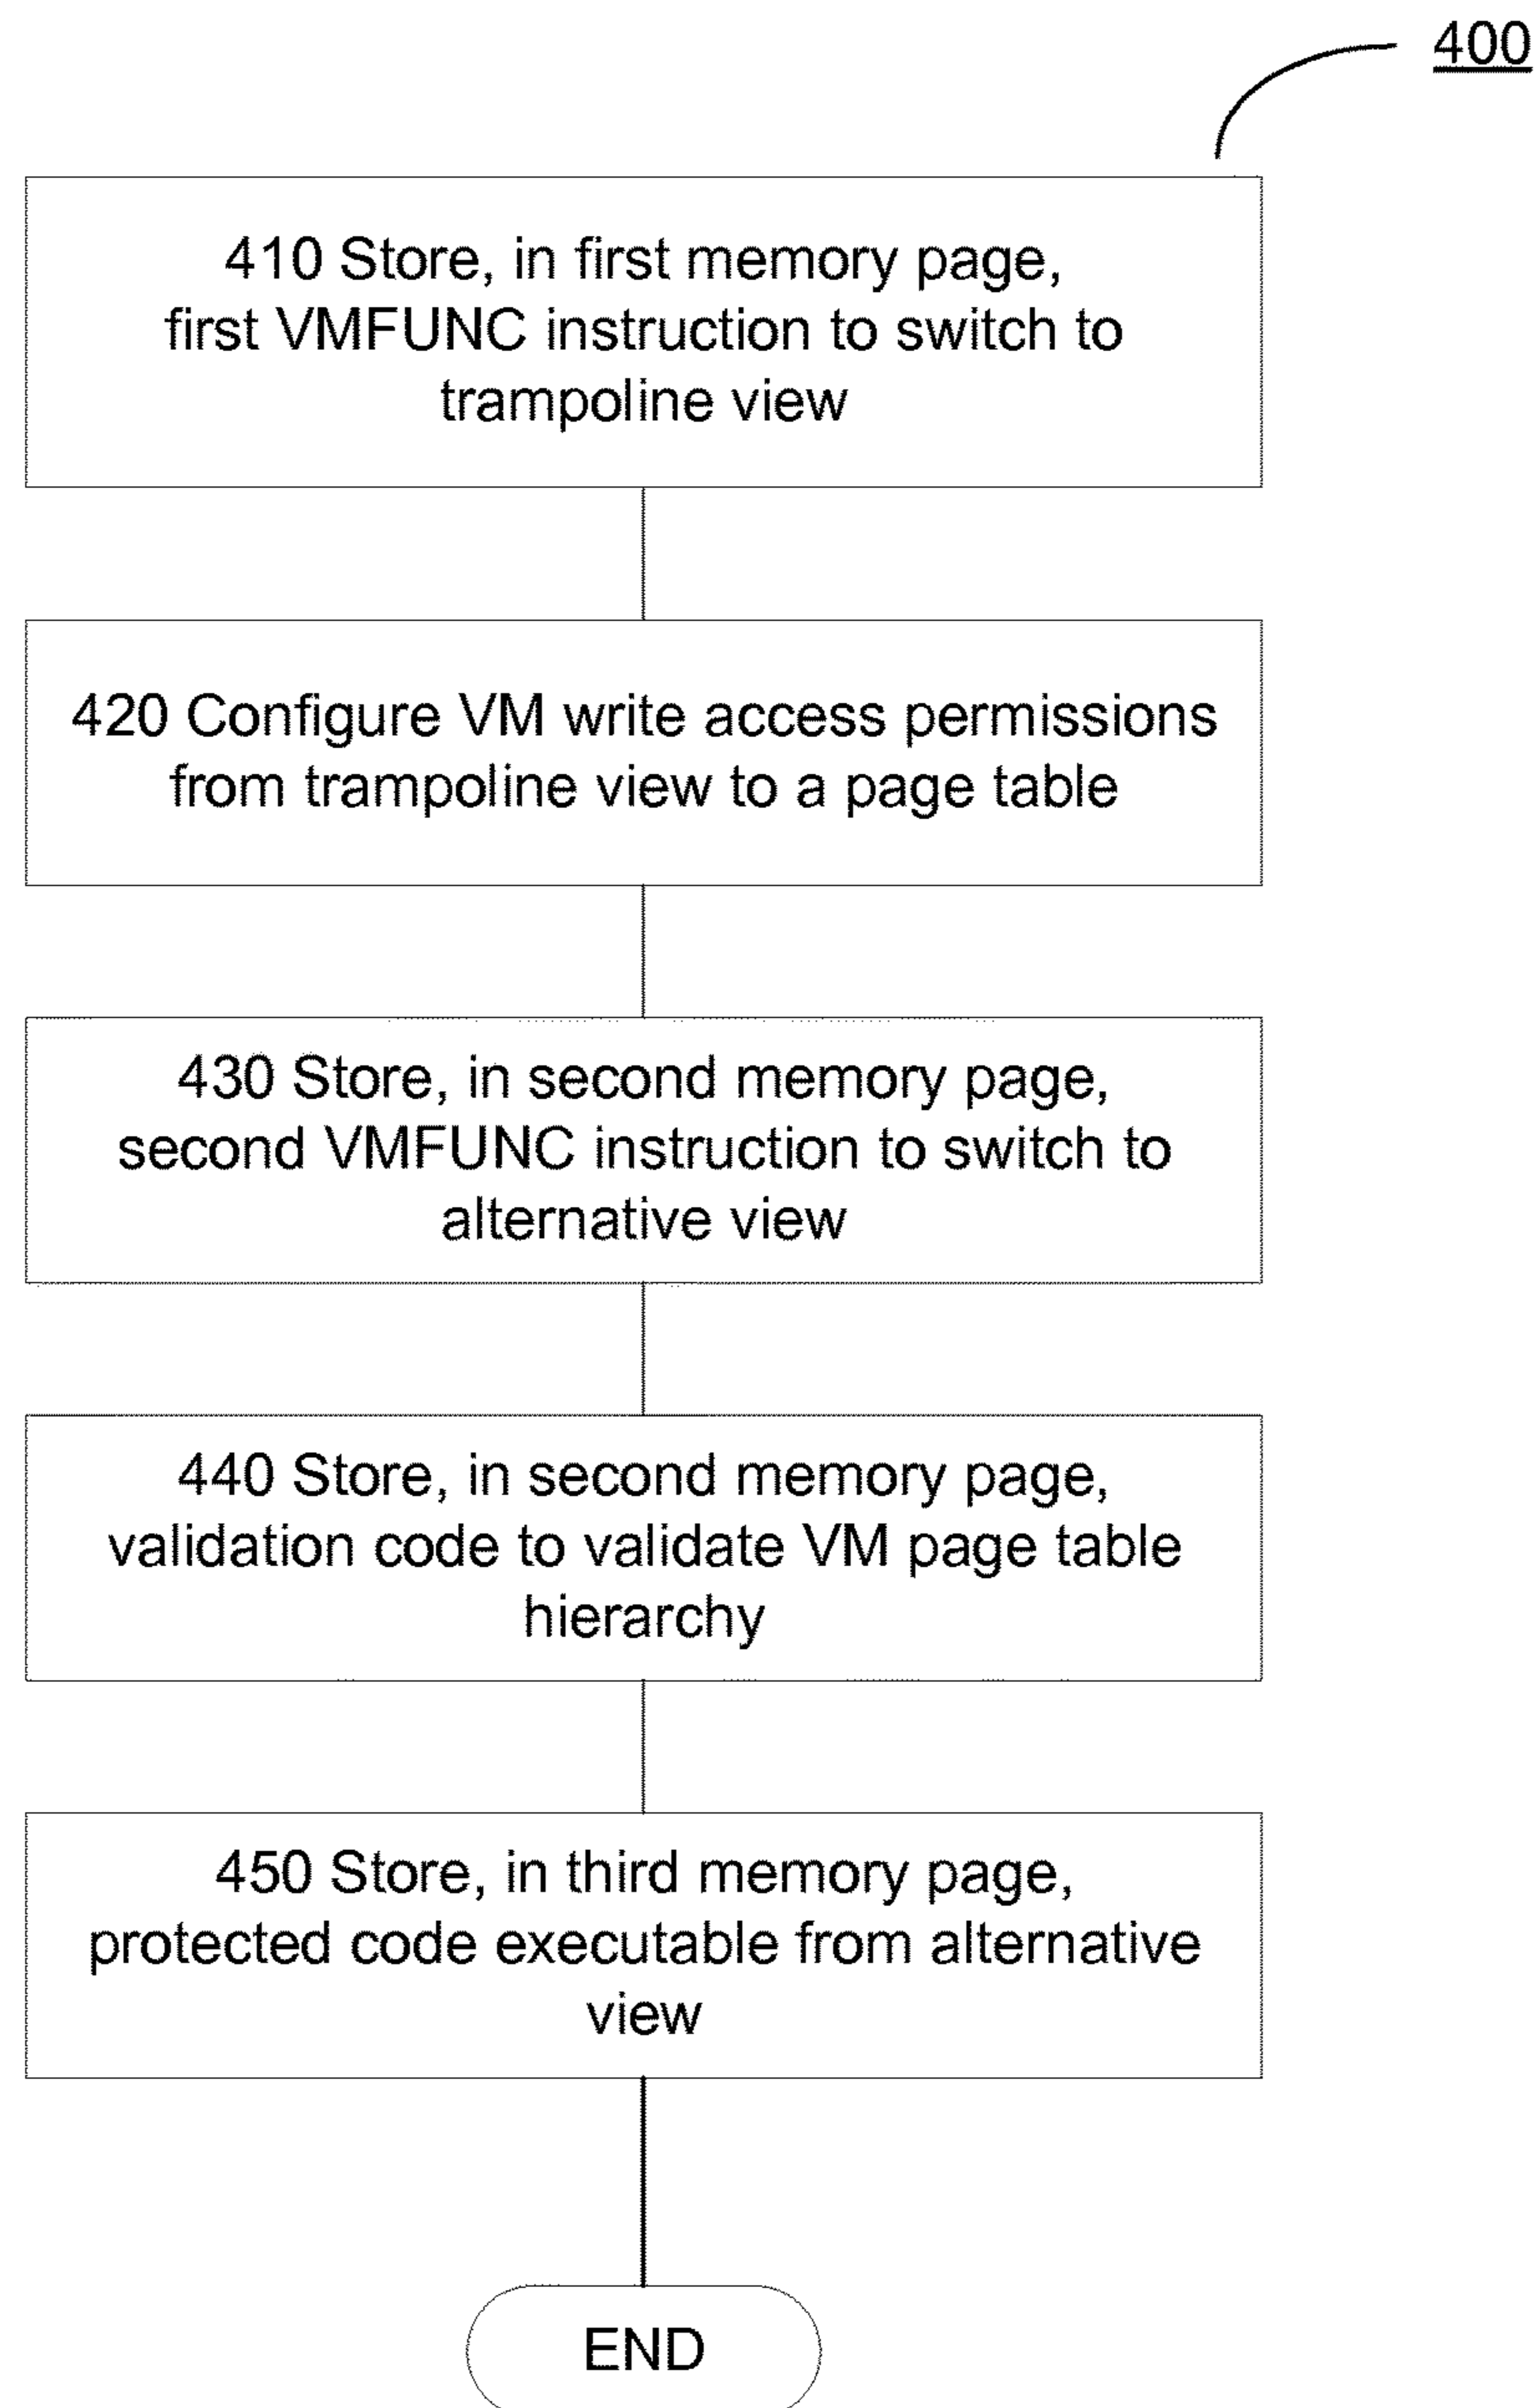 400
410 Store, in first memory page,
first VMFUNC instruction to switch to
trampoline view
420 Configure VM write access permissions
from trampoline view to a page table
430 Store, in second memory page,
second VMFUNC instruction to switch to
alternative view
440 Store, in second memory page,
validation code to validate VM page table
hierarchy
450 Store, in third memory page,
protected code executable from alternative
view
END